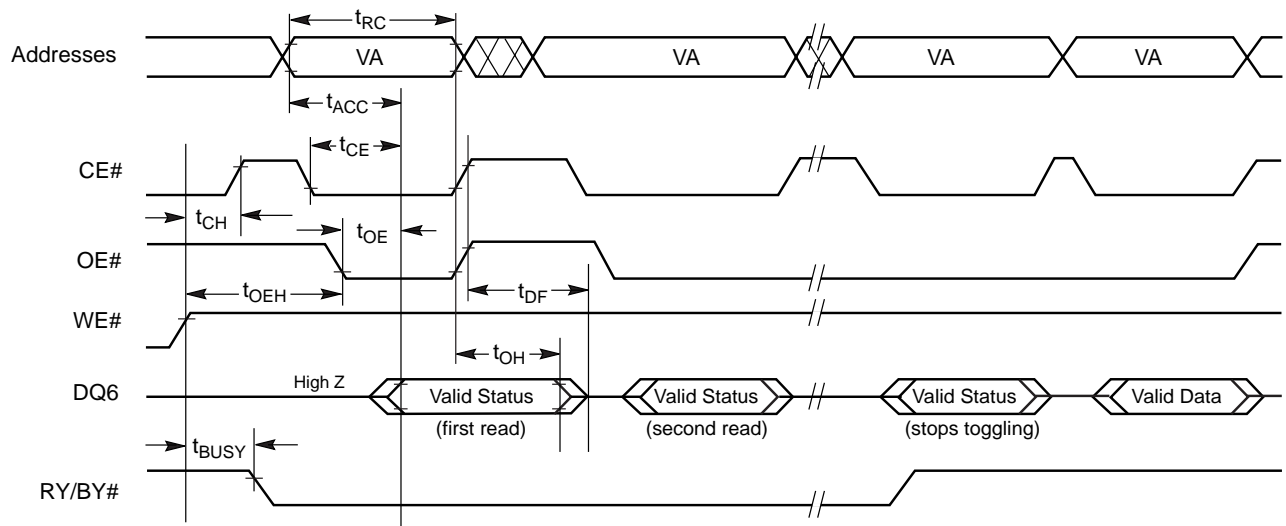 tRC
Addresses VA VA VA VA
tACC
tCE
CE#
tCH
tOE
OE#
tOEH tDF
WE#
tOH
High Z
DQ6 Valid Status Valid Status Valid Status Valid Data
(first read) (second read) (stops toggling)
tBUSY
RY/BY#